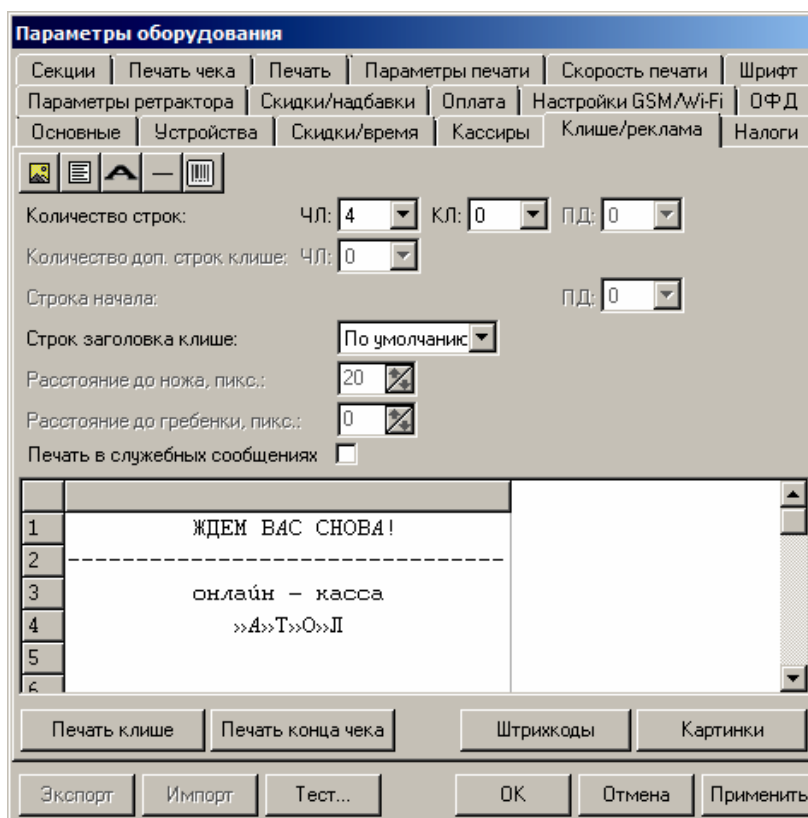 Параметры оборудования
Секции Печать чека Печать Параметры печати Скорость печати Шрифт
Параметры ретрактора Скидки/надбавки Оплата Настройки GSM/Wi-Fi ОФД
Основные Устройства Скидки/время Кассиры Клише/реклама Налоги
Количество строк: ЧЛ: 4 КЛ: 0 ПД: 0
Количество доп. строк клише: ЧЛ: 0
Строка начала: ПД: 0
Строк заголовка клише: По умолчанию
Расстояние до ножа, пикс.: 20
Расстояние до гребенки, пикс.: 0
Печать в служебных сообщениях
1 ЖДЕМ ВАС СНОВА!
2 --------------------------------
3 онлайн - касса
4 »А»Т»О»Л
5
6
Печать клише Печать конца чека Штрихкоды Картинки
Экспорт Импорт Тест... ОК Отмена Применить